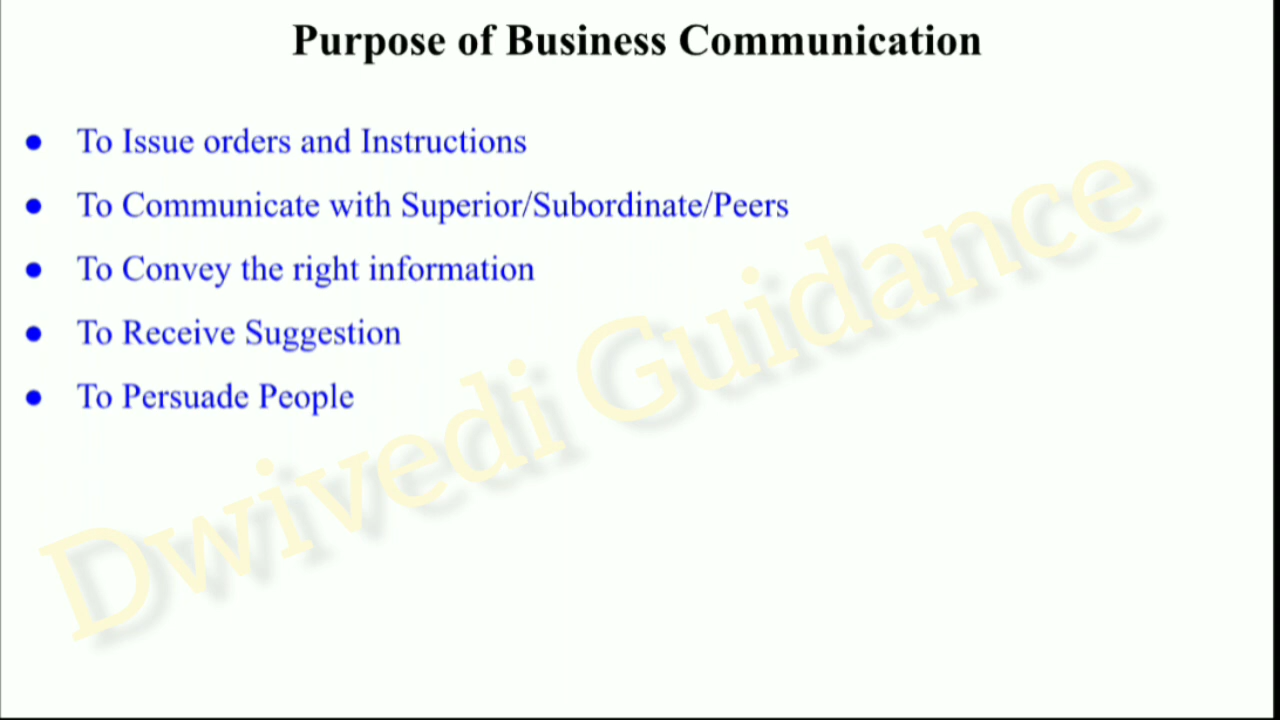 Purpose of Business Communication
● To Issue orders and Instructions
● To Communicate with Superior/Subordinate/Peers
● To Convey the right information
● To Receive Suggestion
● To Persuade People
Dwivedi Guidance